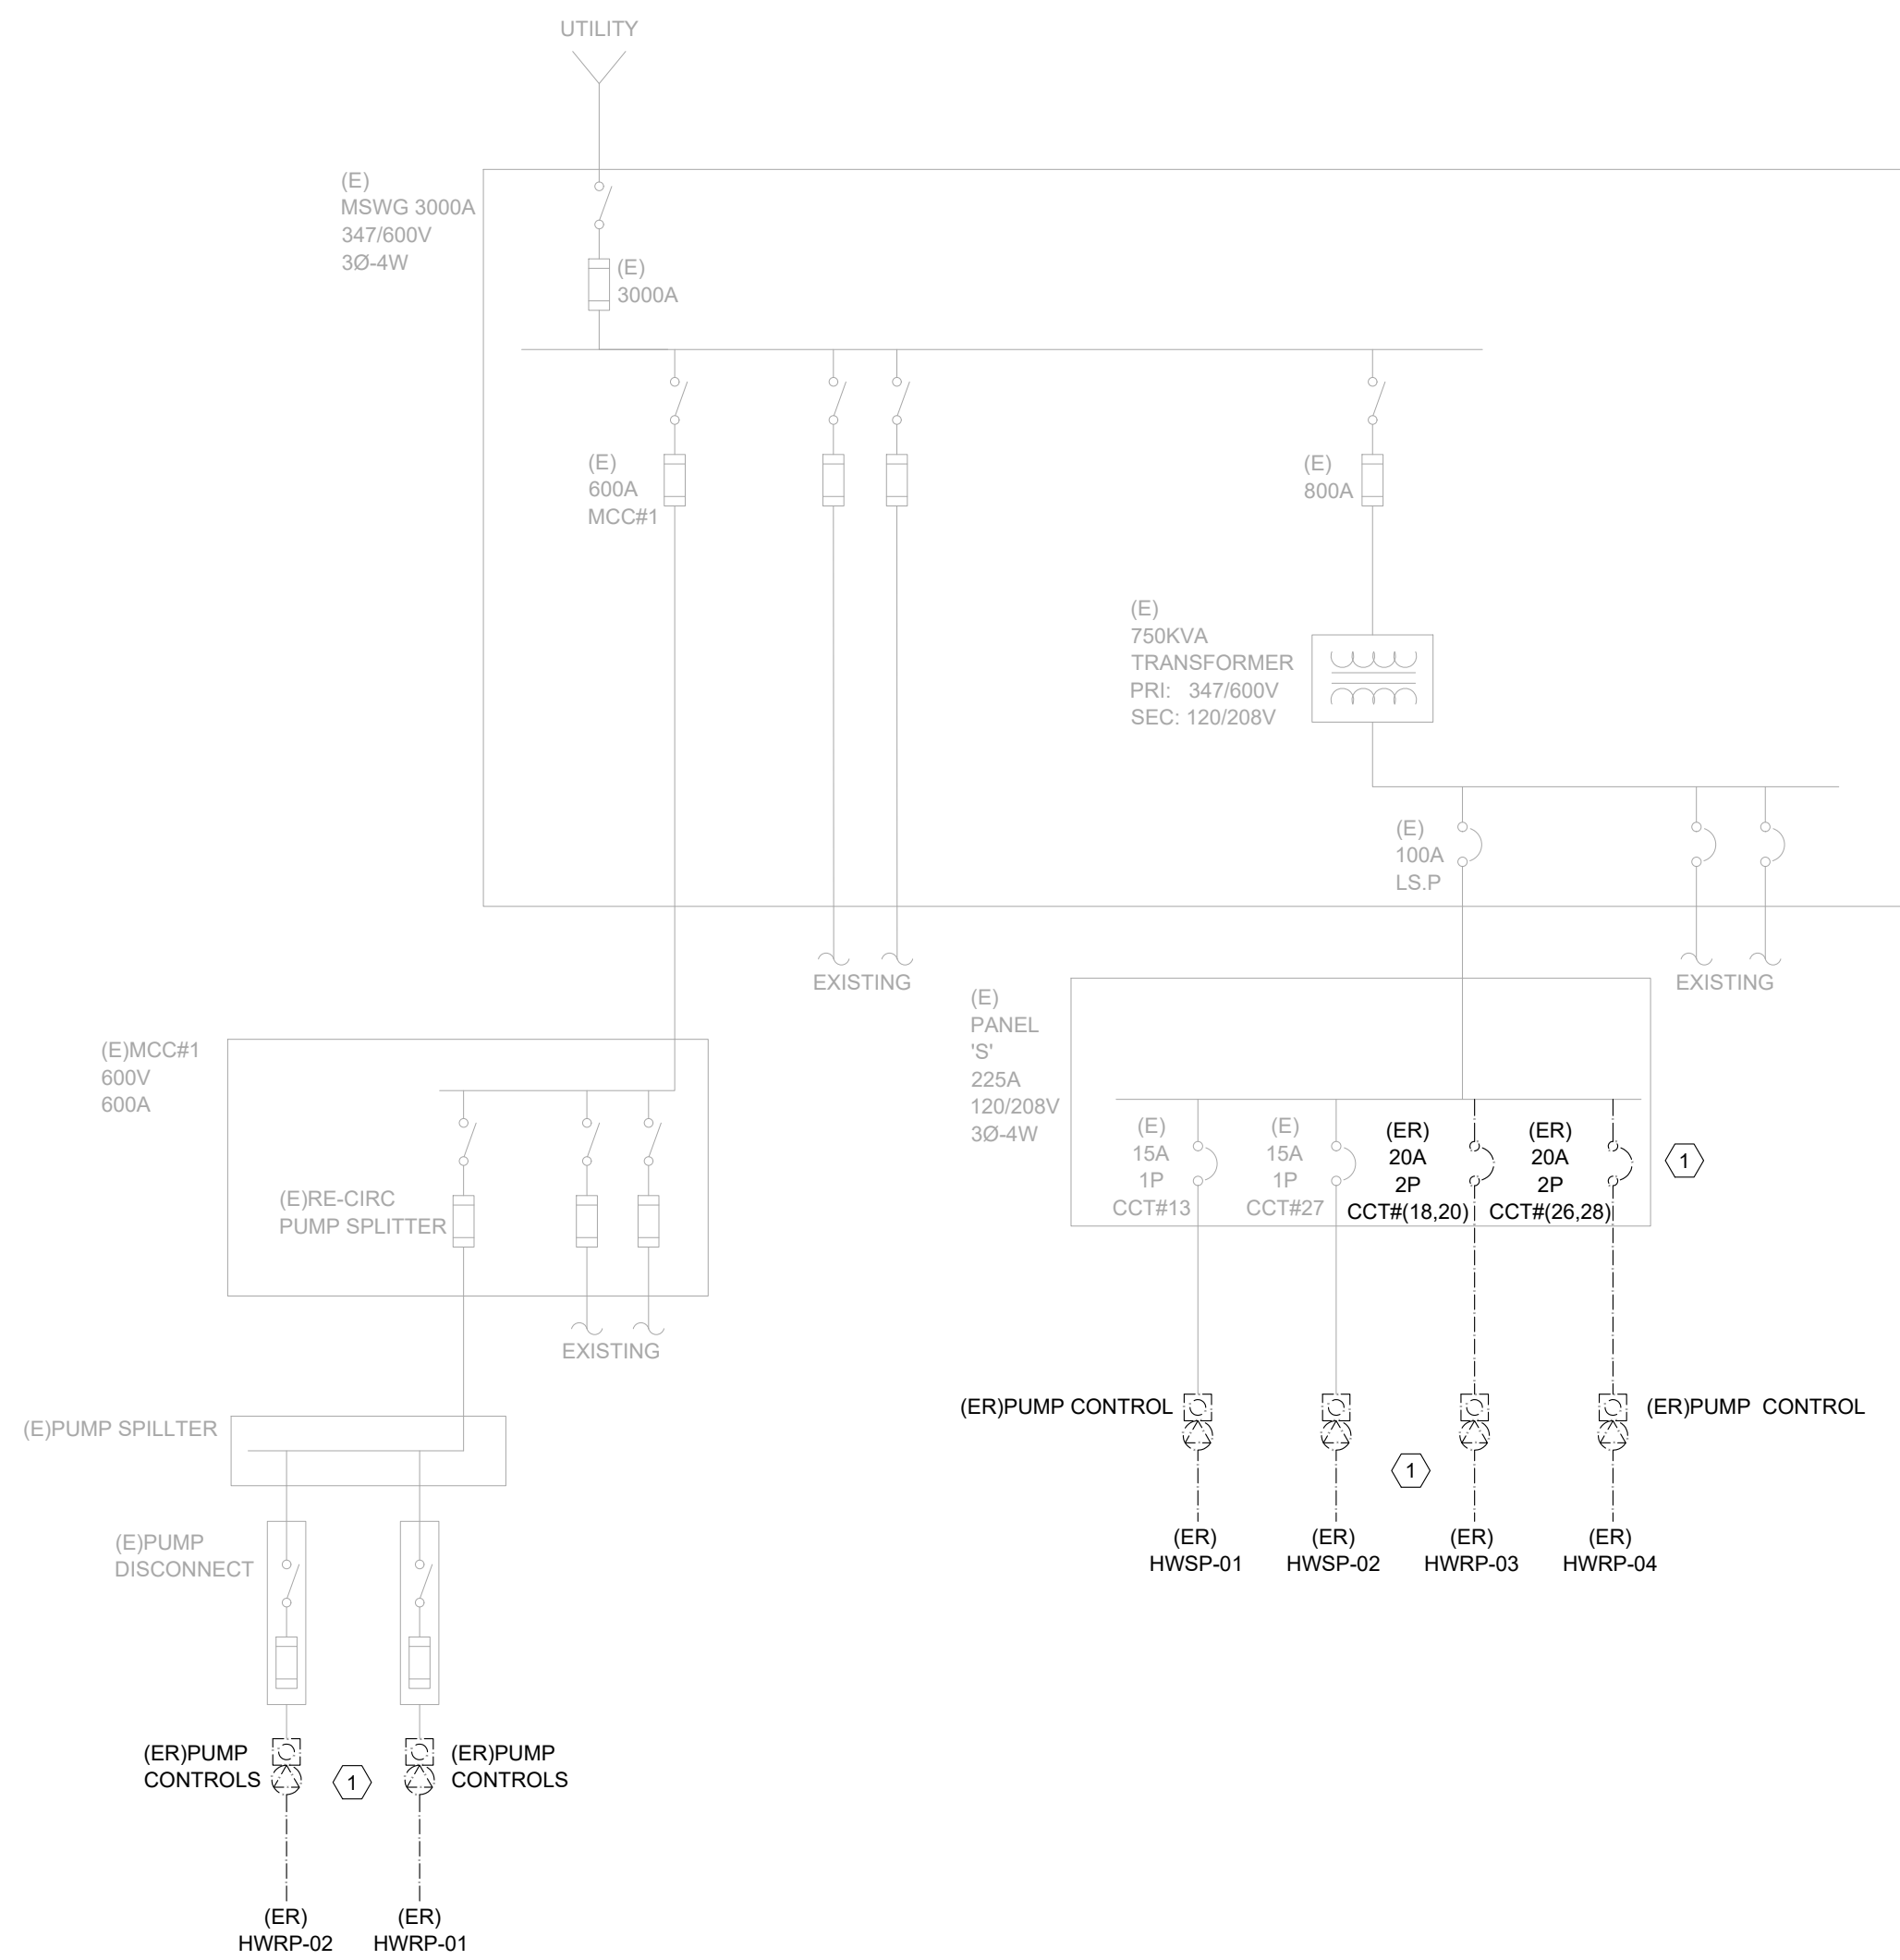 UTILITY
(E)
MSWG 3000A
347/600V
3Ø-4W
(E)
3000A
(E)
600A
MCC#1
(E)
800A
(E)
750KVA
TRANSFORMER
PRI: 347/600V
SEC: 120/208V
(E)
100A
LS.P
EXISTING
EXISTING
(E)MCC#1
600V
600A
(E)RE-CIRC
PUMP SPLITTER
EXISTING
(E)
PANEL
'S'
225A
120/208V
3Ø-4W
(E)
15A
1P
CCT#13
(E)
15A
1P
CCT#27
(ER)
20A
2P
CCT#(18,20)
(ER)
20A
2P
CCT#(26,28)
1
(ER)PUMP CONTROL
(ER)PUMP CONTROL
1
(ER)
HWSP-01
(ER)
HWSP-02
(ER)
HWRP-03
(ER)
HWRP-04
(E)PUMP SPILLTER
(E)PUMP
DISCONNECT
(ER)PUMP
CONTROLS
1
(ER)PUMP
CONTROLS
(ER)
HWRP-02
(ER)
HWRP-01